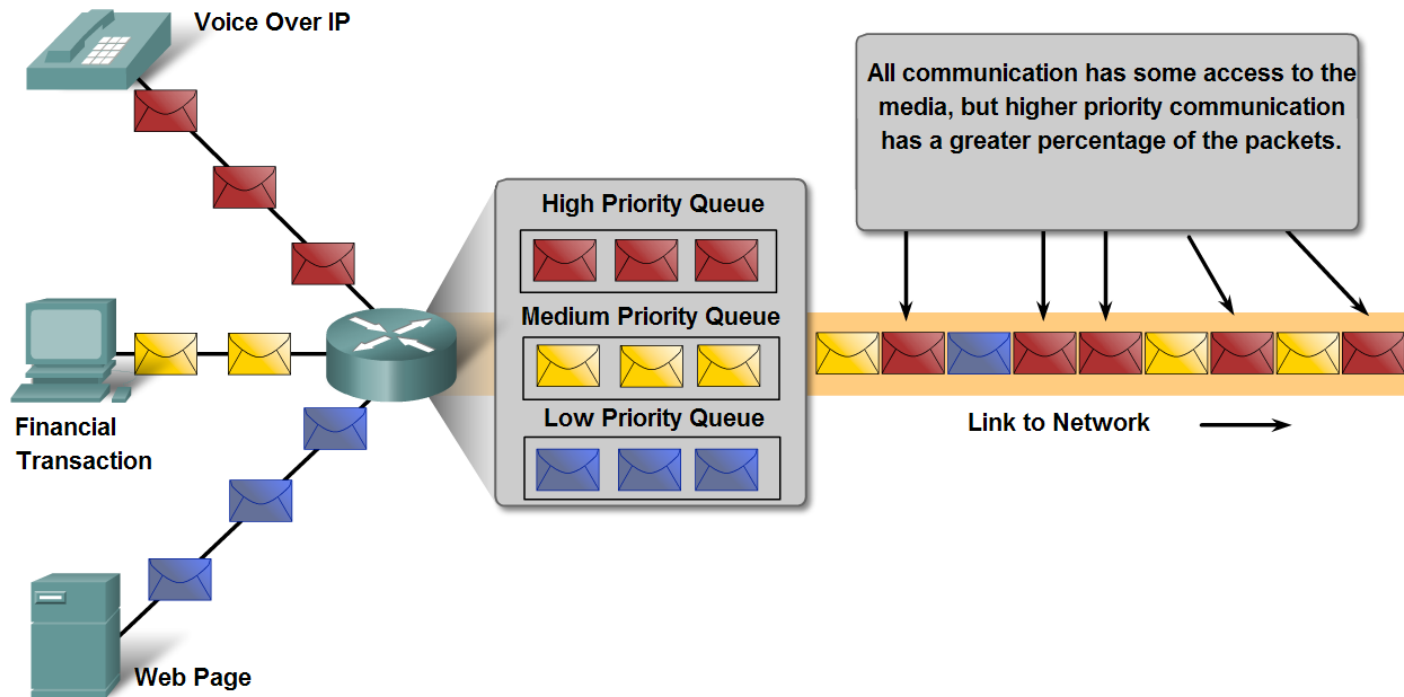 Voice Over IP
All communication has some access to the
media, but higher priority communication
has a greater percentage of the packets.
High Priority Queue
Medium Priority Queue
Low Priority Queue
Link to Network
Financial
Transaction
Web Page